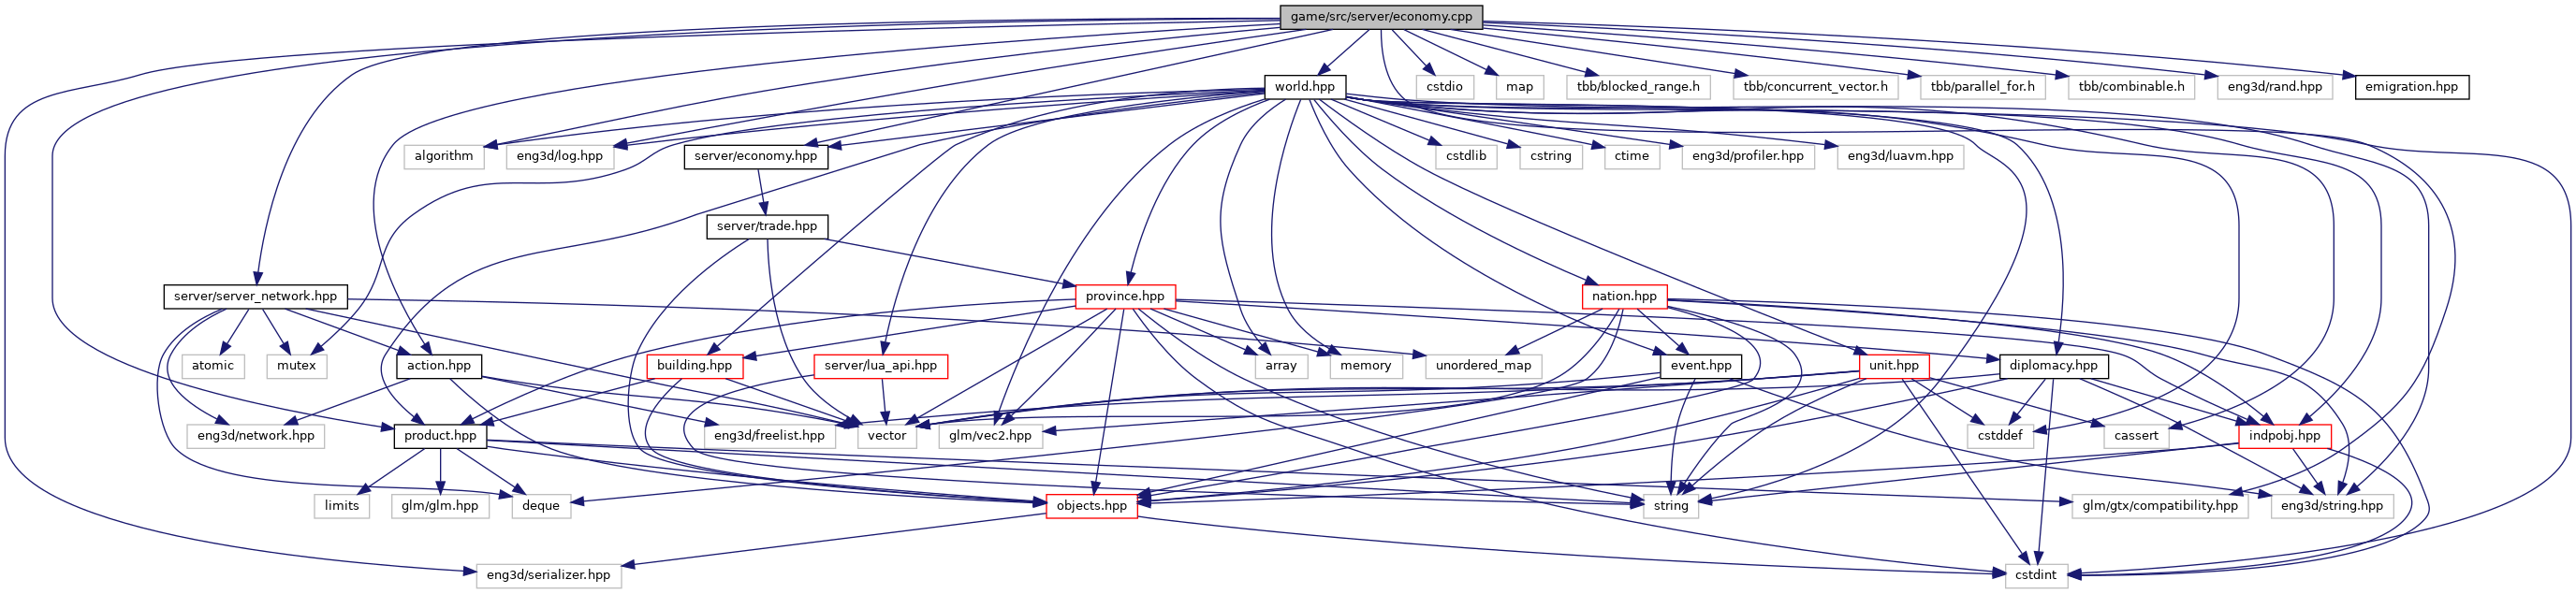 game/src/server/economy.cpp
world.hpp
cstdio
map
tbb/blocked_range.h
tbb/concurrent_vector.h
tbb/parallel_for.h
tbb/combinable.h
eng3d/rand.hpp
emigration.hpp
algorithm
eng3d/log.hpp
server/economy.hpp
cstdlib
cstring
ctime
eng3d/profiler.hpp
eng3d/luavm.hpp
server/trade.hpp
server/server_network.hpp
province.hpp
nation.hpp
atomic
mutex
action.hpp
building.hpp
server/lua_api.hpp
array
memory
unordered_map
event.hpp
unit.hpp
diplomacy.hpp
eng3d/network.hpp
product.hpp
eng3d/freelist.hpp
vector
glm/vec2.hpp
cstddef
cassert
indpobj.hpp
limits
glm/glm.hpp
deque
objects.hpp
string
glm/gtx/compatibility.hpp
eng3d/string.hpp
eng3d/serializer.hpp
cstdint